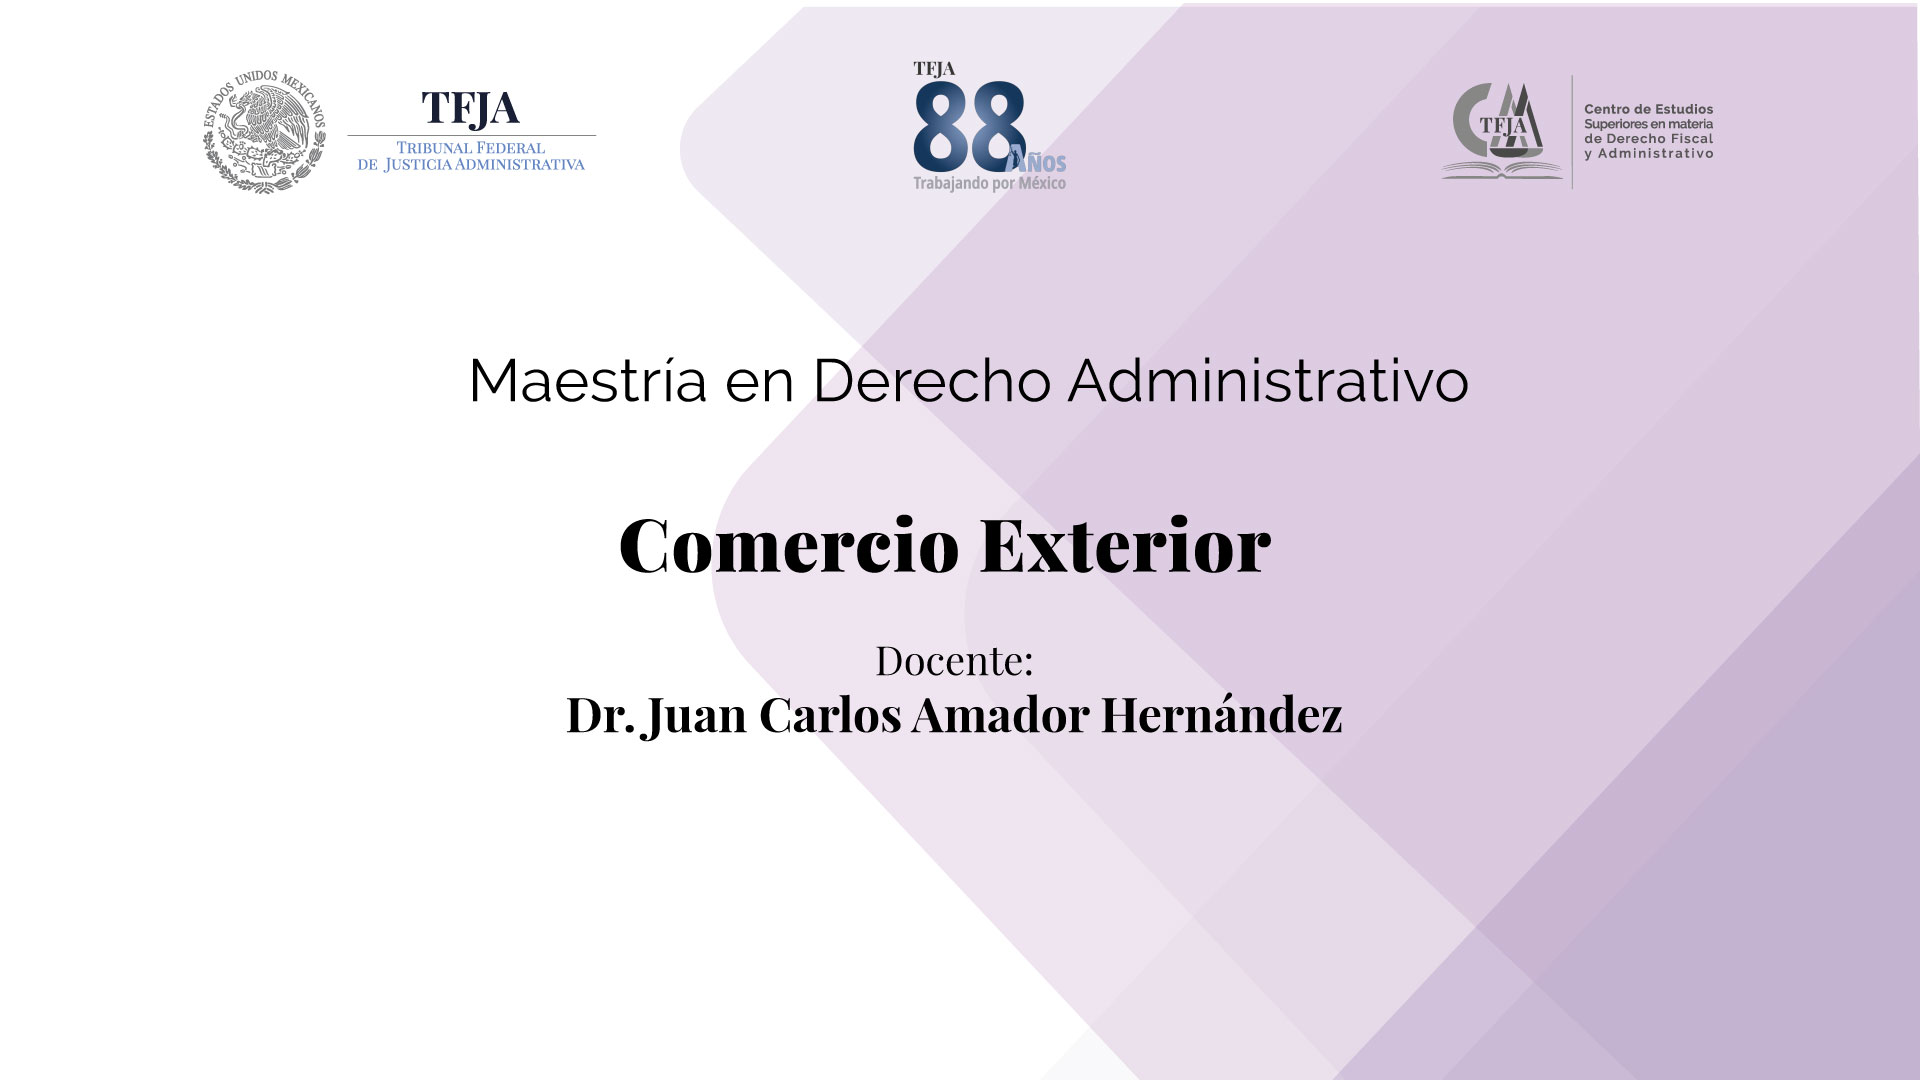 ESTADOS UNIDOS MEXICANOS
TFJA
TRIBUNAL FEDERAL
DE JUSTICIA ADMINISTRATIVA
TFJA
88
AÑOS
Trabajando por México
TFJA
Centro de Estudios
Superiores en materia
de Derecho Fiscal
y Administrativo
Maestría en Derecho Administrativo
Comercio Exterior
Docente:
Dr. Juan Carlos Amador Hernández